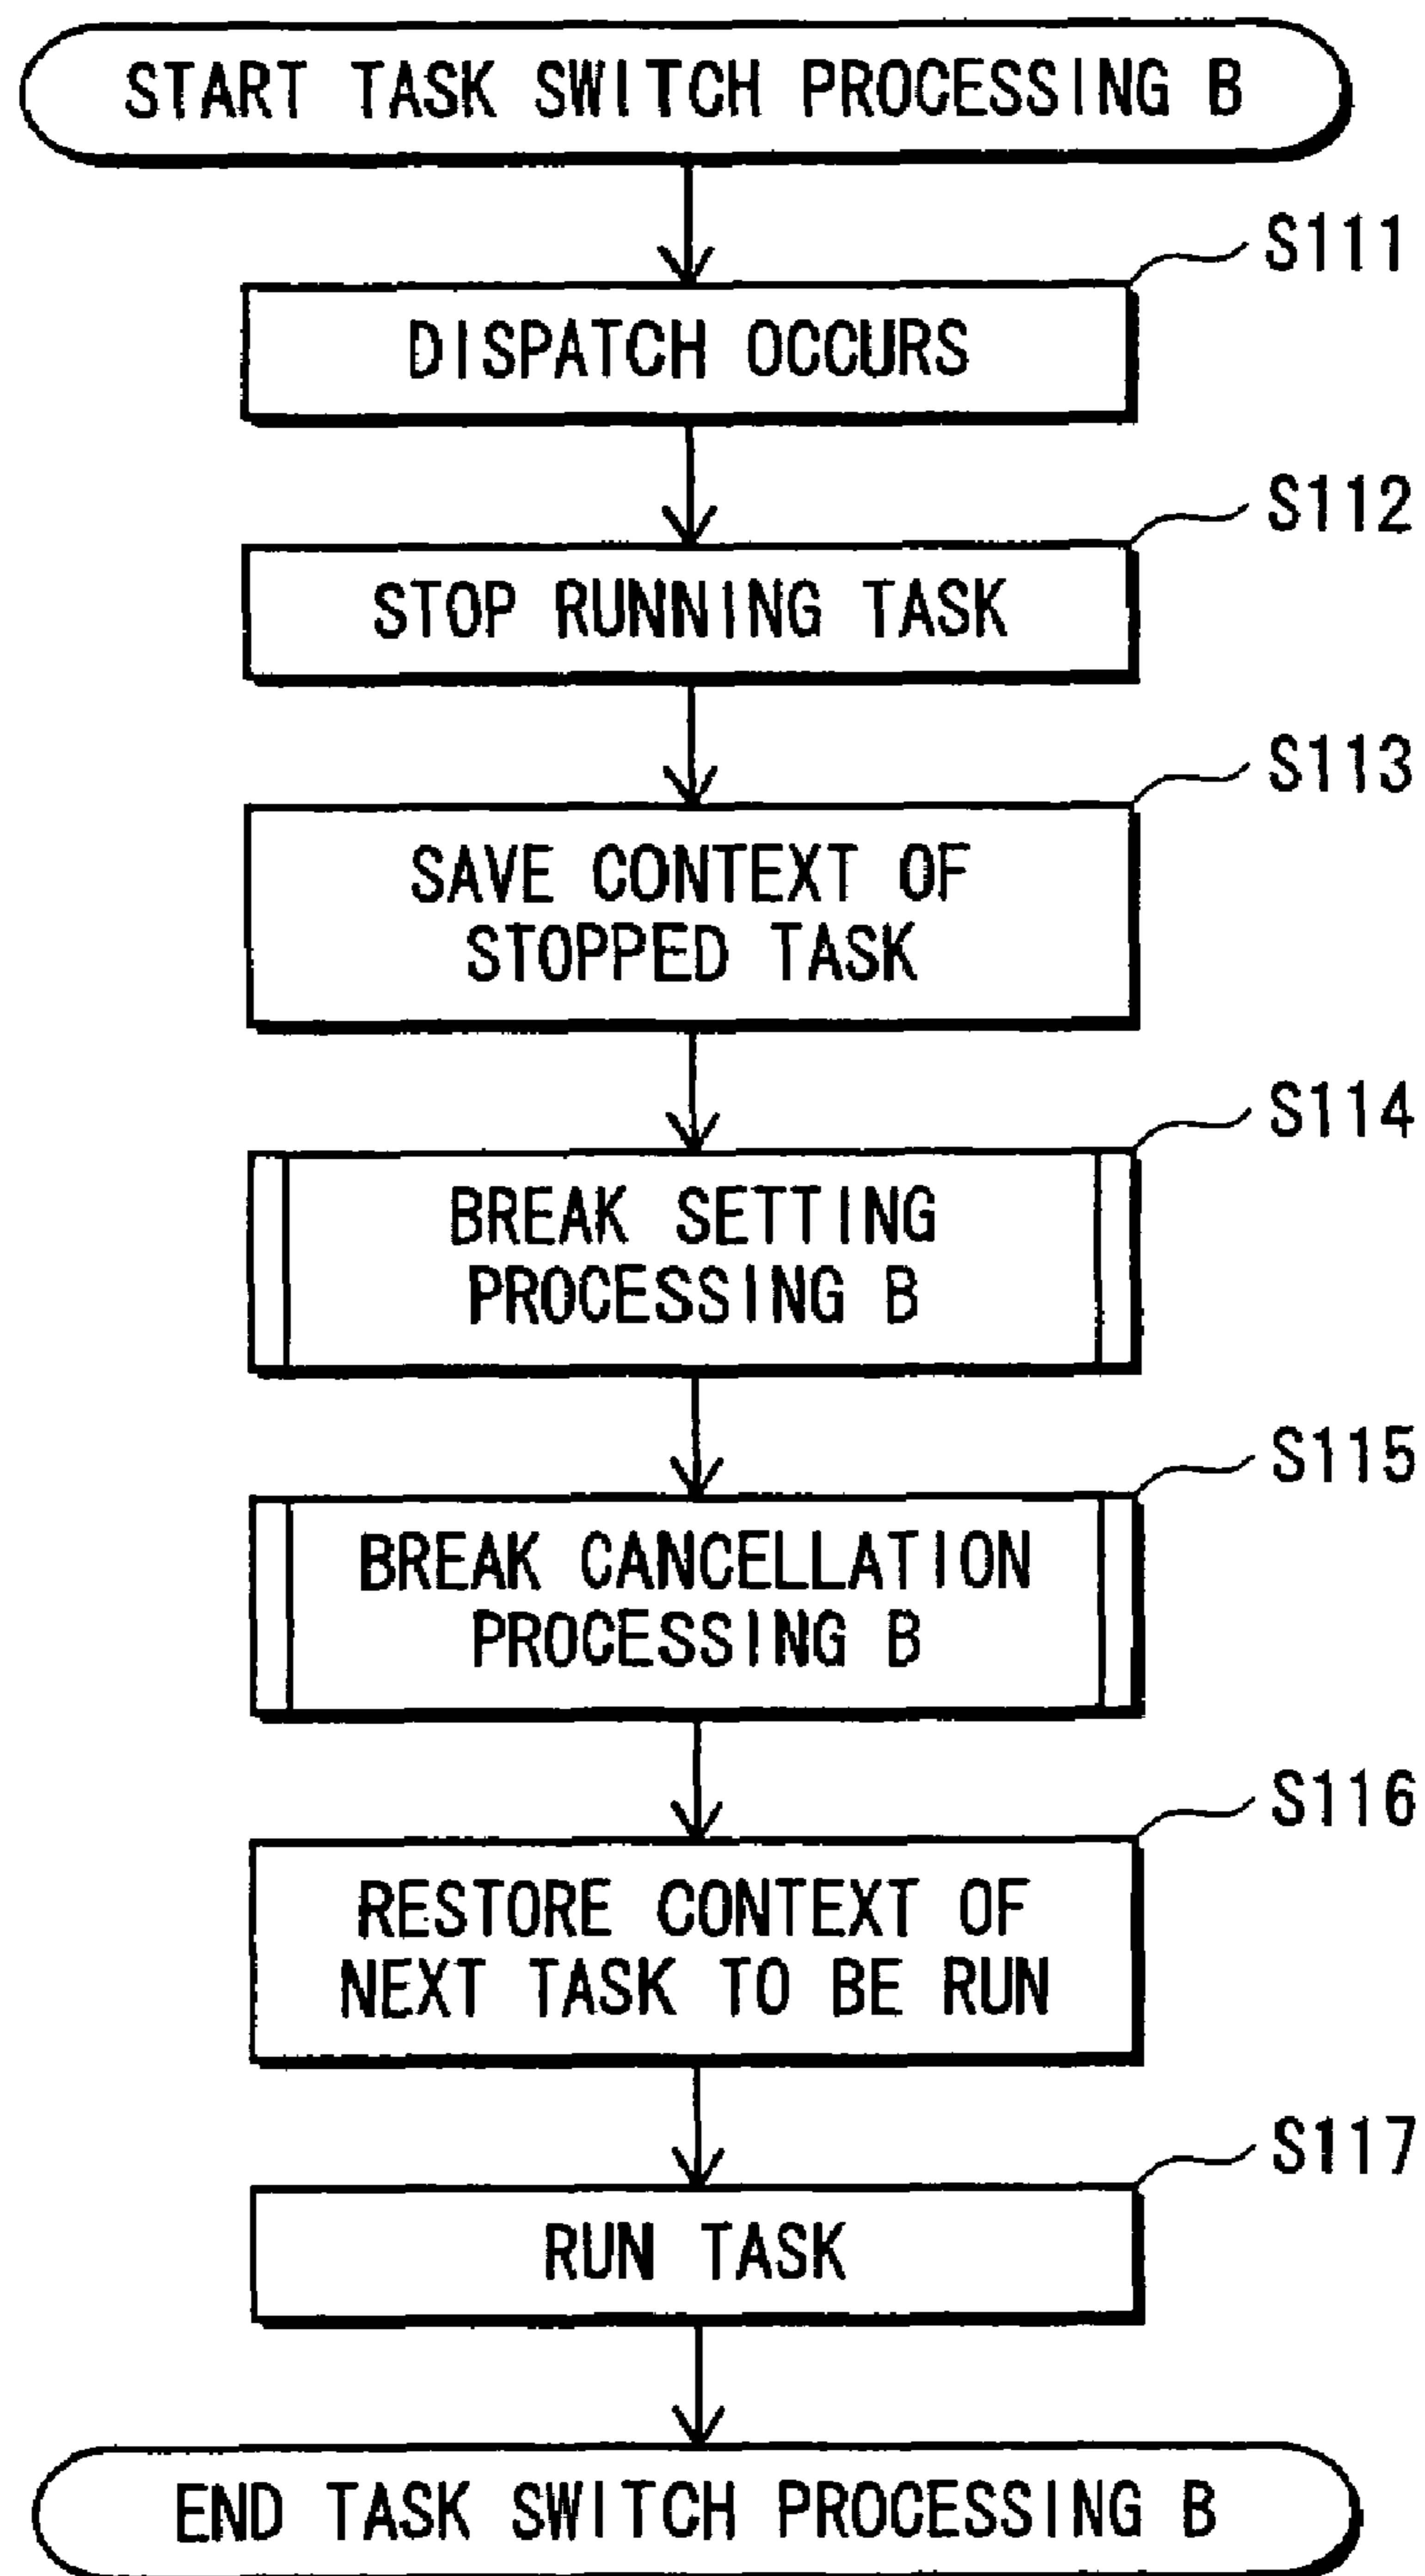 START TASK SWITCH PROCESSING B
S111
DISPATCH OCCURS
S112
STOP RUNNING TASK
S113
SAVE CONTEXT OF
STOPPED TASK
S114
BREAK SETTING
PROCESSING B
S115
BREAK CANCELLATION
PROCESSING B
S116
RESTORE CONTEXT OF
NEXT TASK TO BE RUN
S117
RUN TASK
END TASK SWITCH PROCESSING B